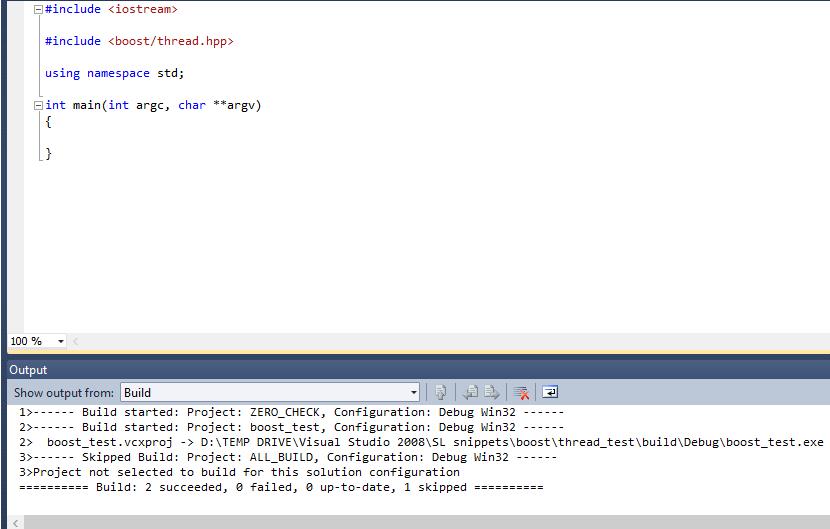 #include <iostream>
#include <boost/thread.hpp>
using namespace std;
int main(int argc, char **argv)
{
}
100 %
Output
Show output from: Build
1>------ Build started: Project: ZERO_CHECK, Configuration: Debug Win32 ------
2>------ Build started: Project: boost_test, Configuration: Debug Win32 ------
2>  boost_test.vcxproj -> D:\TEMP DRIVE\Visual Studio 2008\SL snippets\boost\thread_test\build\Debug\boost_test.exe
3>------ Skipped Build: Project: ALL_BUILD, Configuration: Debug Win32 ------
3>Project not selected to build for this solution configuration
========== Build: 2 succeeded, 0 failed, 0 up-to-date, 1 skipped ==========